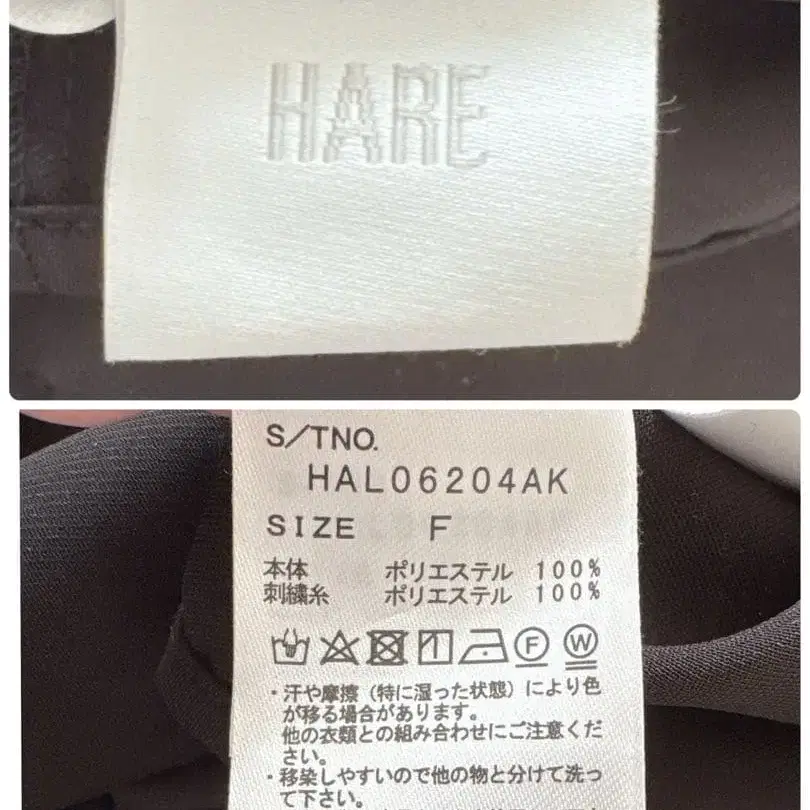 HARE
S/TNO.
HAL06204AK
SIZE F
本体 ポリエステル 100%
刺繍糸 ポリエステル 100%
F W
・汗や摩擦（特に湿った状態）により色
が移る場合があります。
他の衣類との組み合わせにご注意くだ
さい。
・移染しやすいので他の物と分けて洗っ
て下さい。